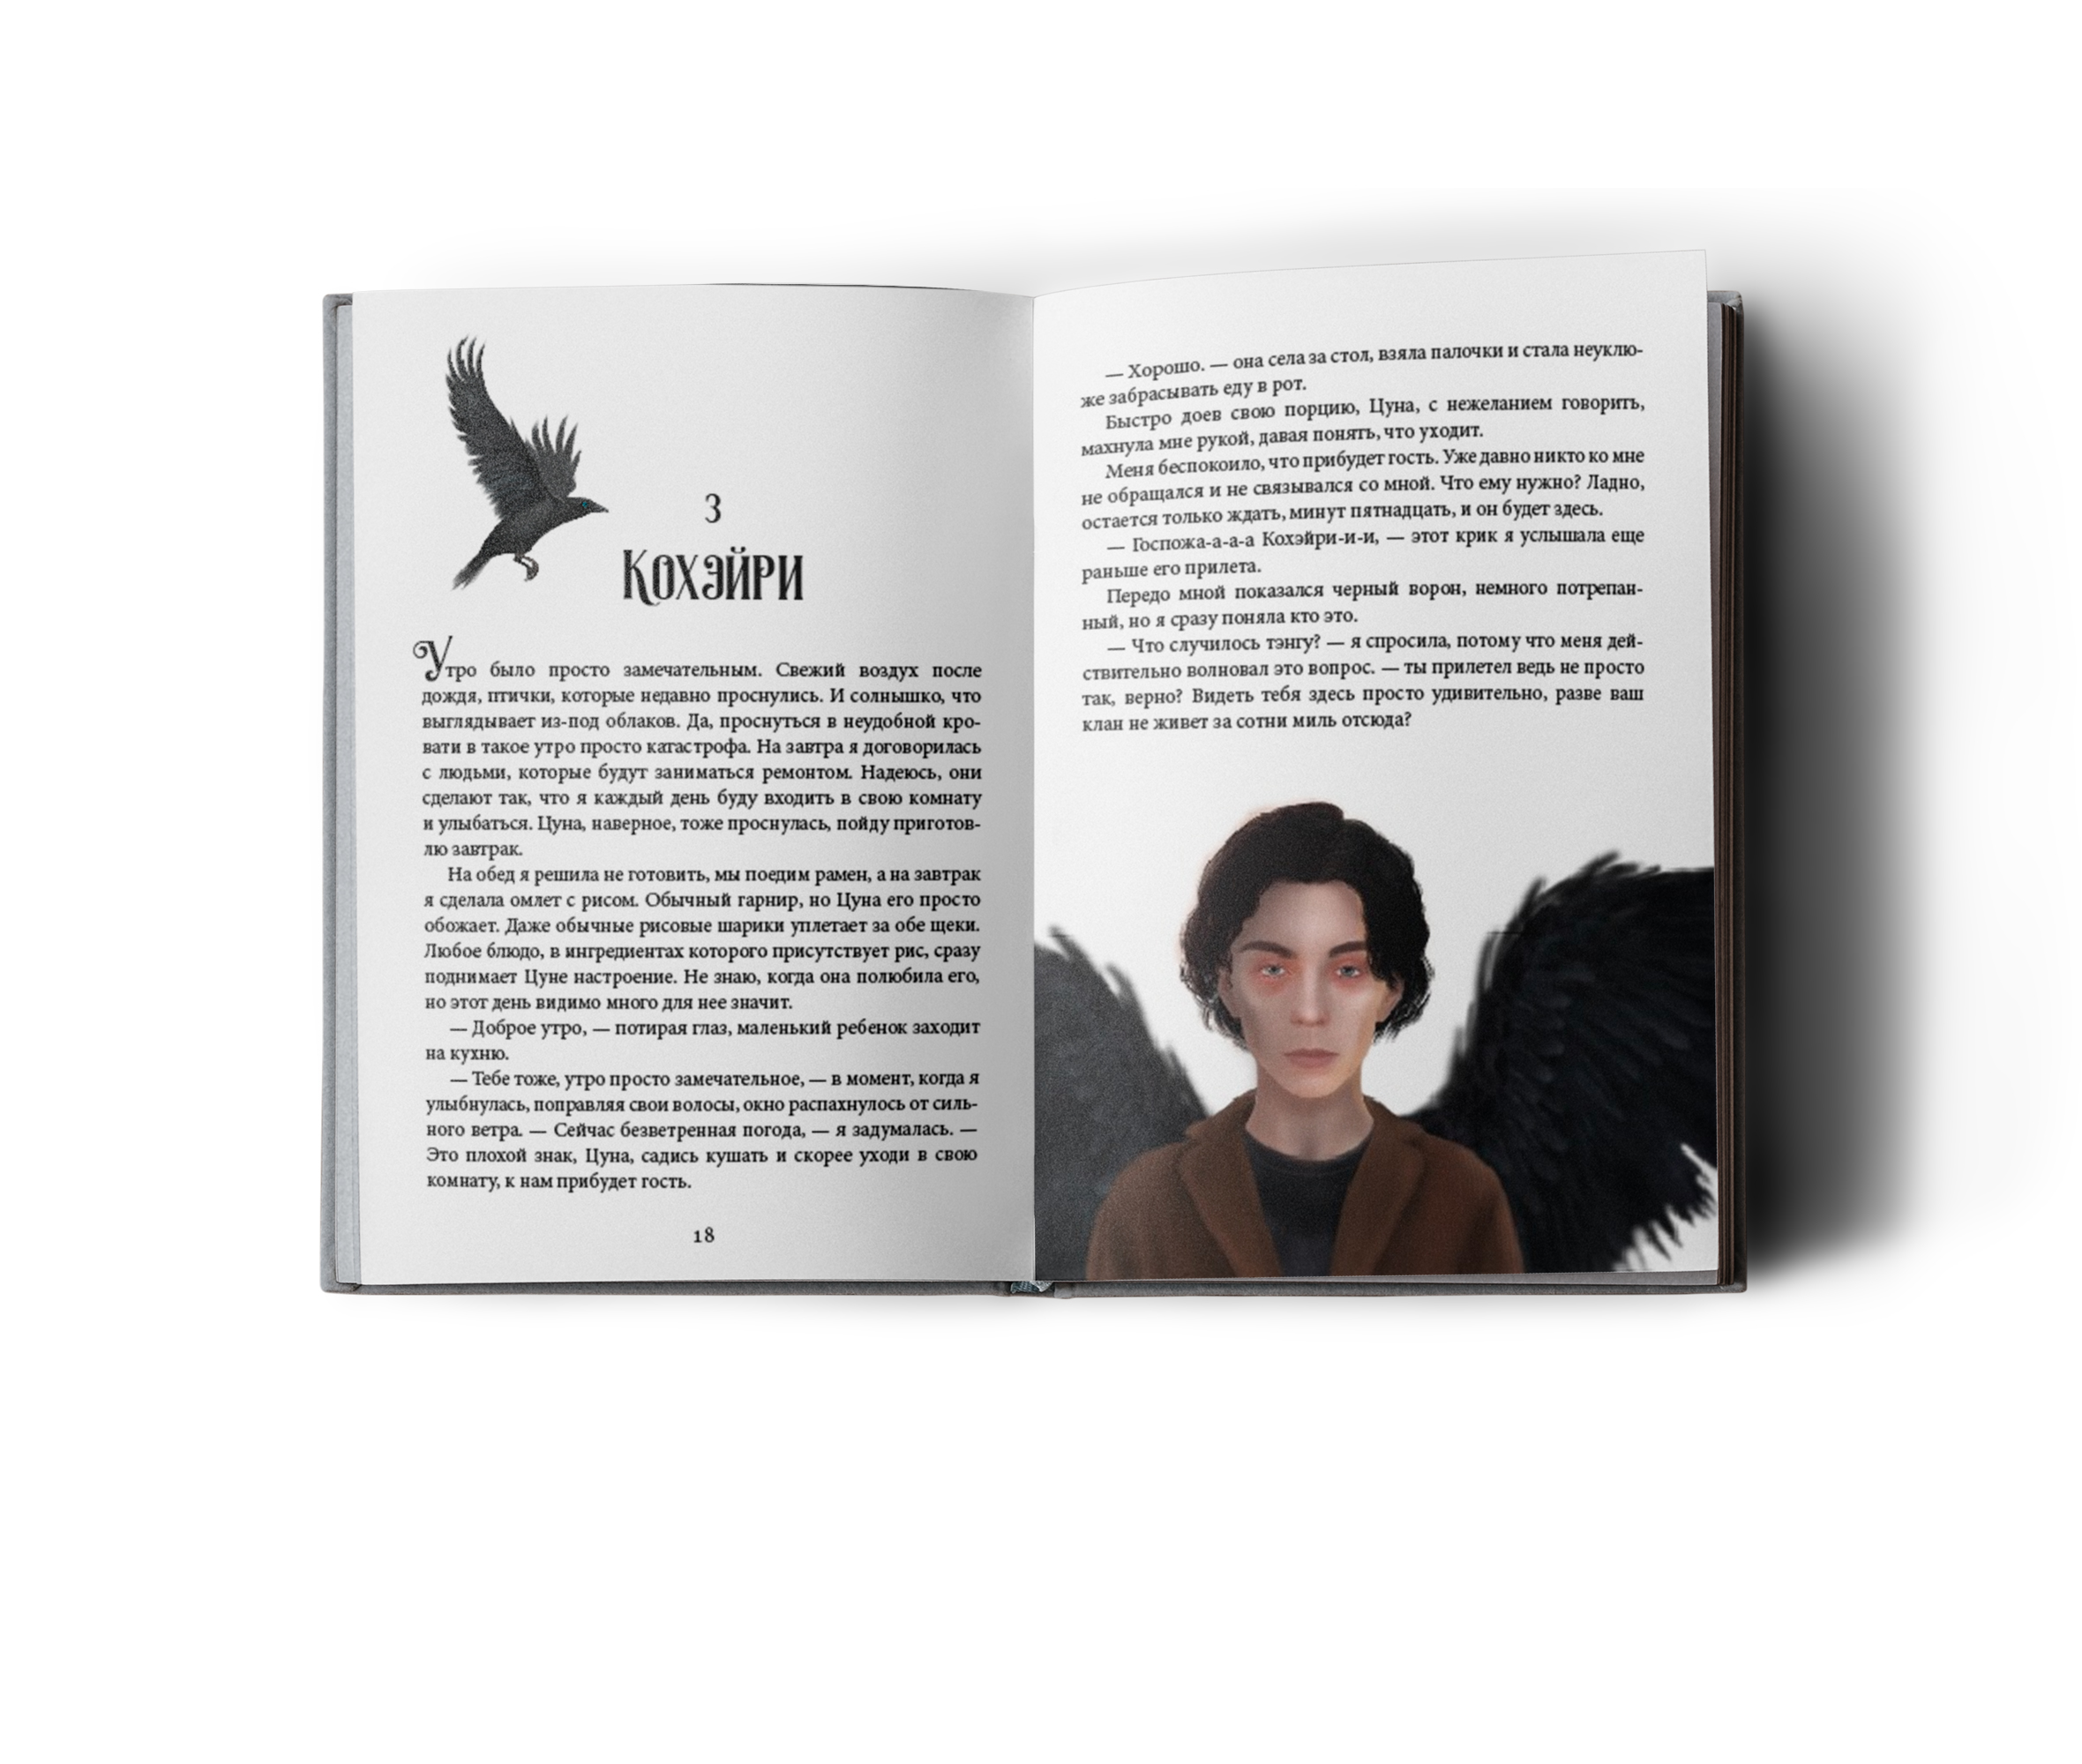 3
Кохэйри
Утро было просто замечательным. Свежий воздух после
дождя, птички, которые недавно проснулись. И солнышко, что
выглядывает из-под облаков. Да, проснуться в неудобной кро-
вати в такое утро просто катастрофа. На завтра я договорилась
с людьми, которые будут заниматься ремонтом. Надеюсь, они
сделают так, что я каждый день буду входить в свою комнату
и улыбаться. Цуна, наверное, тоже проснулась, пойду приготов-
лю завтрак.
На обед я решила не готовить, мы поедим рамен, а на завтрак
я сделала омлет с рисом. Обычный гарнир, но Цуна его просто
обожает. Даже обычные рисовые шарики уплетает за обе щеки.
Любое блюдо, в ингредиентах которого присутствует рис, сразу
поднимает Цуне настроение. Не знаю, когда она полюбила его,
но этот день видимо много для нее значит.
— Доброе утро, — потирая глаз, маленький ребенок заходит
на кухню.
— Тебе тоже, утро просто замечательное, — в момент, когда я
улыбнулась, поправляя свои волосы, окно распахнулось от силь-
ного ветра. — Сейчас безветренная погода, — я задумалась. —
Это плохой знак, Цуна, садись кушать и скорее уходи в свою
комнату, к нам прибудет гость.
18
— Хорошо. — она села за стол, взяла палочки и стала неуклю-
же забрасывать еду в рот.
Быстро доев свою порцию, Цуна, с нежеланием говорить,
махнула мне рукой, давая понять, что уходит.
Меня беспокоило, что прибудет гость. Уже давно никто ко мне
не обращался и не связывался со мной. Что ему нужно? Ладно,
остается только ждать, минут пятнадцать, и он будет здесь.
— Госпожа-а-а-а Кохэйри-и-и, — этот крик я услышала еще
раньше его прилета.
Передо мной показался черный ворон, немного потрепан-
ный, но я сразу поняла кто это.
— Что случилось тэнгу? — я спросила, потому что меня дей-
ствительно волновал это вопрос. — ты прилетел ведь не просто
так, верно? Видеть тебя здесь просто удивительно, разве ваш
клан не живет за сотни миль отсюда?